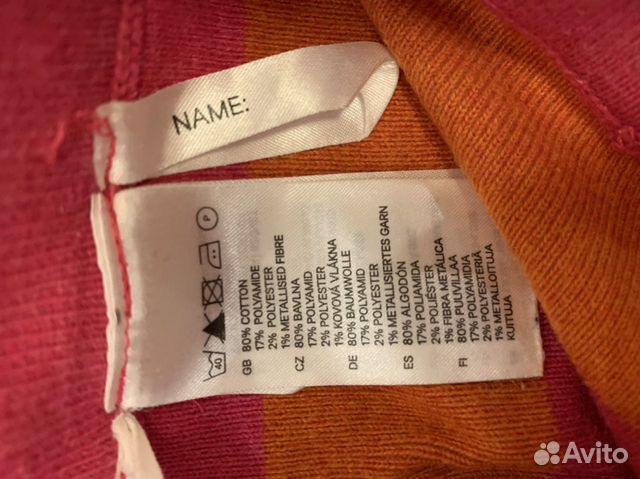 NAME:
40
P
GB 80% COTTON
17% POLYAMIDE
2% POLYESTER
1% METALLISED FIBRE
CZ 80% BAVLNA
17% POLYAMID
2% POLYESTER
1% KOVOVÁ VLÁKNA
DE 80% BAUMWOLLE
17% POLYAMID
2% POLYESTER
1% METALLISIERTES GARN
ES 80% ALGODÓN
17% POLIAMIDA
2% POLIÉSTER
1% FIBRA METÁLICA
FI 80% PUUVILLAA
17% POLYAMIDIA
2% POLYESTERIÄ
1% METALLOITUJA
KUITUJA
Avito